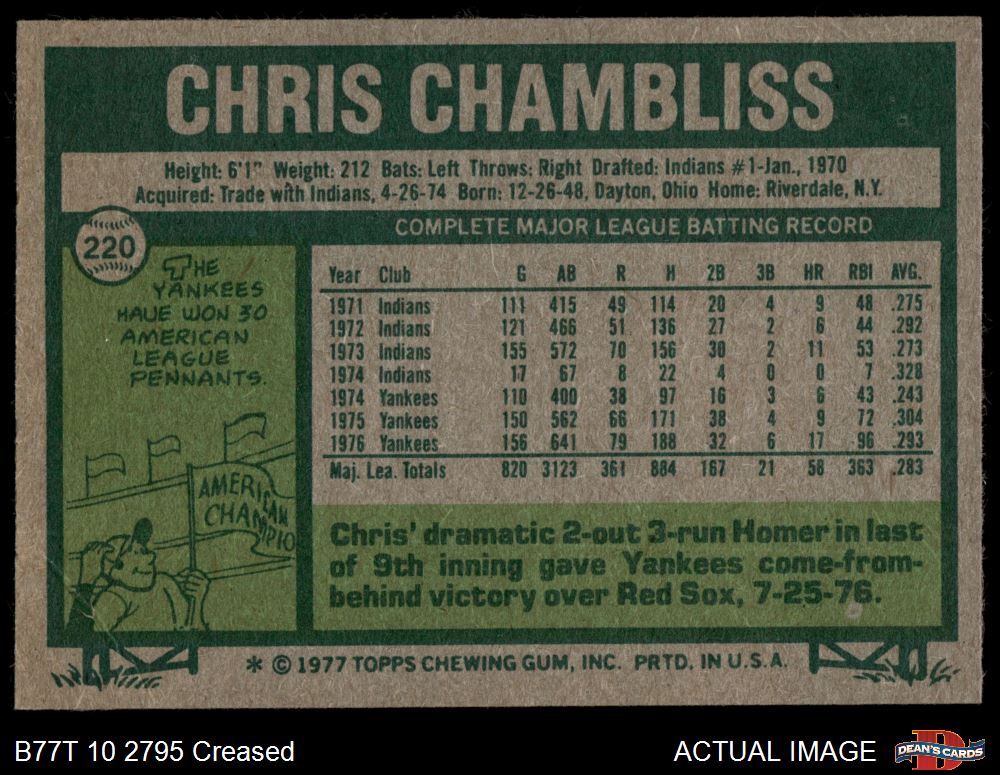 CHRIS CHAMBLISS
Height: 6'1" Weight: 212 Bats: Left Throws: Right Drafted: Indians #1-Jan., 1970
Acquired: Trade with Indians, 4-26-74 Born: 12-26-48, Dayton, Ohio Home: Riverdale, N.Y.
220
THE
YANKEES
HAVE WON 30
AMERICAN
LEAGUE
PENNANTS.
AMERICAN
CHAMPIO
COMPLETE MAJOR LEAGUE BATTING RECORD
Year Club G AB R H 2B 3B HR RBI AVG.
1971 Indians 111 415 49 114 20 4 9 48 .275
1972 Indians 121 466 51 136 27 2 6 44 .292
1973 Indians 155 572 70 156 30 2 11 53 .273
1974 Indians 17 67 8 22 4 0 0 7 .328
1974 Yankees 110 400 38 97 16 3 6 43 .243
1975 Yankees 150 562 66 171 38 4 9 72 .304
1976 Yankees 156 641 79 188 32 6 17 96 .293
Maj. Lea. Totals 820 3123 361 884 167 21 58 363 .283
Chris' dramatic 2-out 3-run Homer in last
of 9th inning gave Yankees come-from-
behind victory over Red Sox, 7-25-76.
* © 1977 TOPPS CHEWING GUM, INC. PRTD. IN U.S.A.
B77T 10 2795 Creased
ACTUAL IMAGE
DEAN'S CARDS